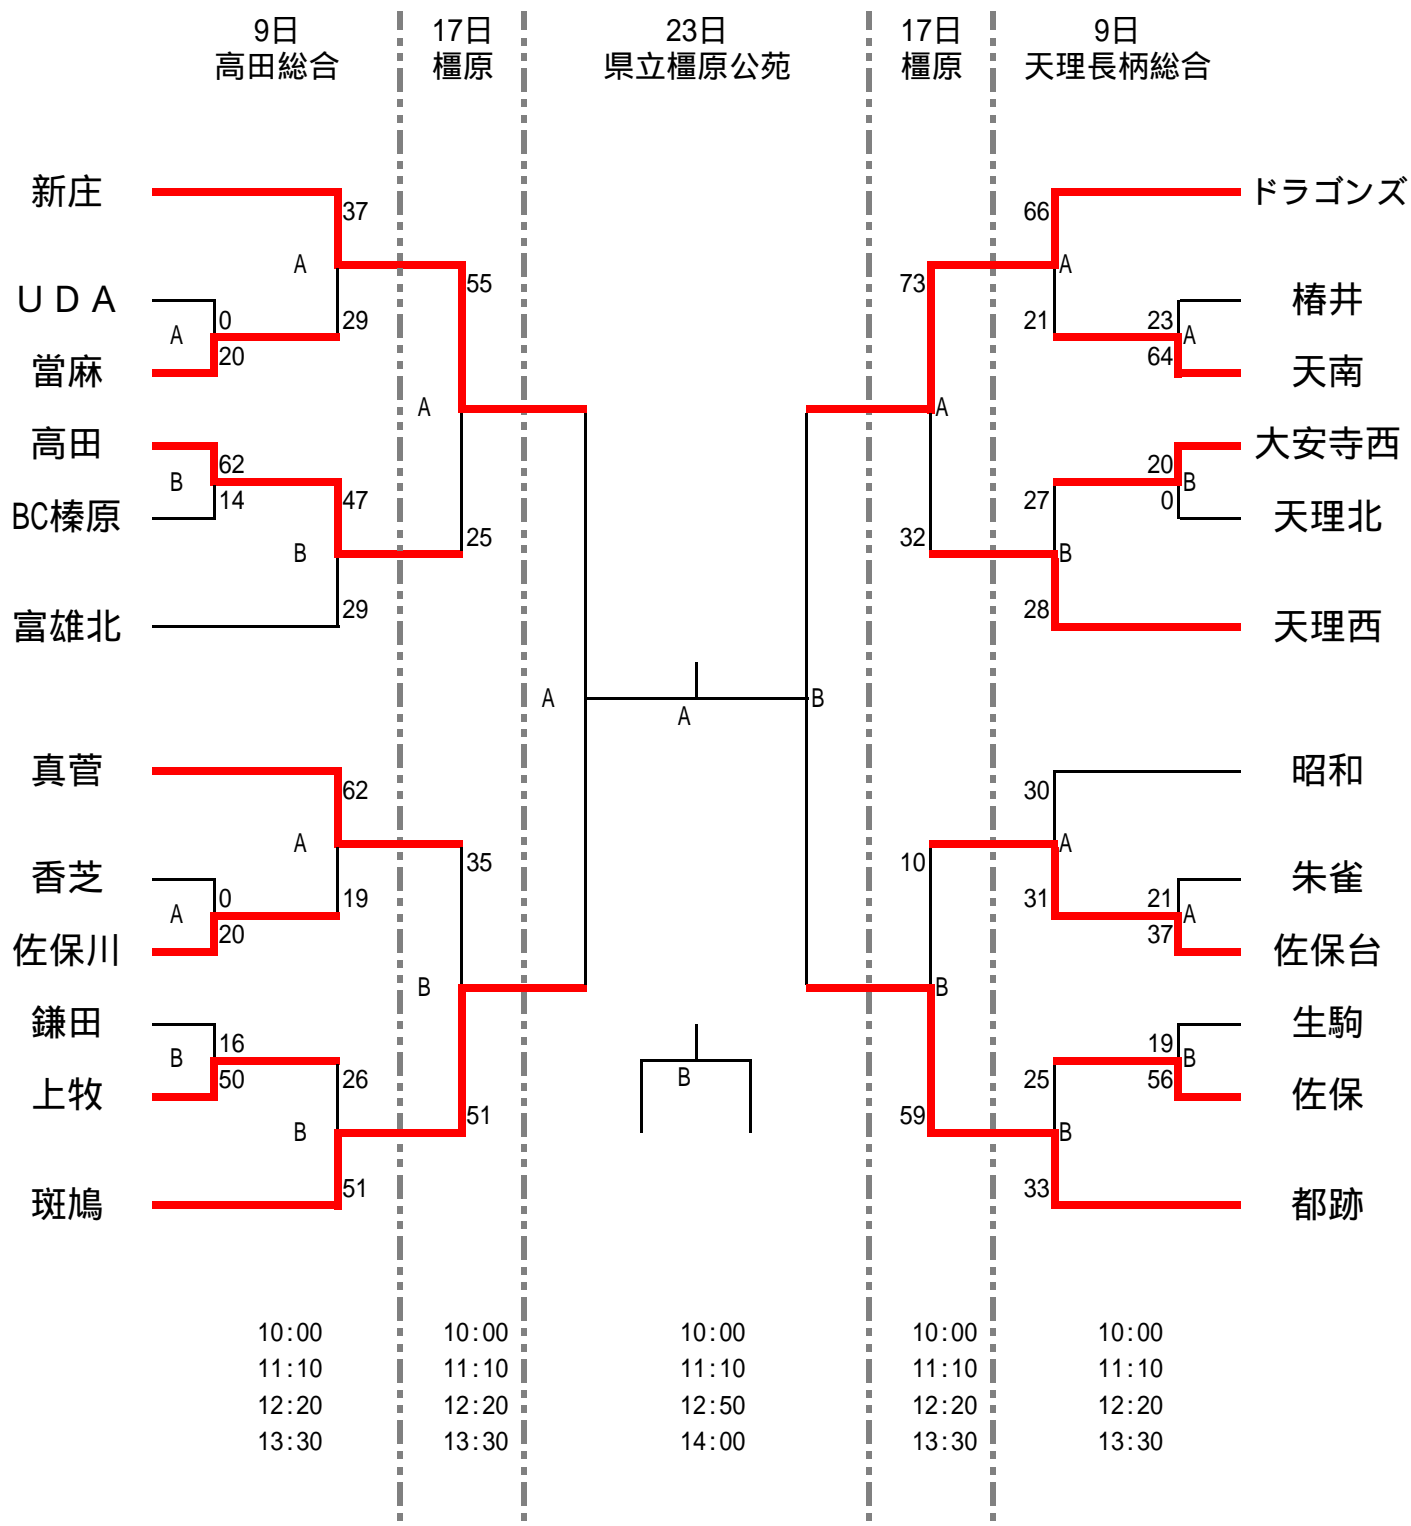 9日 17日 23日 17日 9日
高田総合 橿原 県立橿原公苑 橿原 天理長柄総合
新庄 ドラゴンズ
37 66
A A
55 73
UDA 椿井
0 29 21 23
A A
20 64
當麻 天南
A A
高田 大安寺西
62 20
B B
14 47 27 0
BC榛原 天理北
25 32
B B
29 28
富雄北 天理西
A A B
真菅 昭和
62 30
A A
35 10
香芝 朱雀
0 19 31 21
A A
20 37
佐保川 佐保台
B B
鎌田 生駒
16 19
B B B
50 26 25 56
上牧 佐保
51 59
B B
51 33
斑鳩 都跡
10:00 10:00 10:00 10:00 10:00
11:10 11:10 11:10 11:10 11:10
12:20 12:20 12:50 12:20 12:20
13:30 13:30 14:00 13:30 13:30